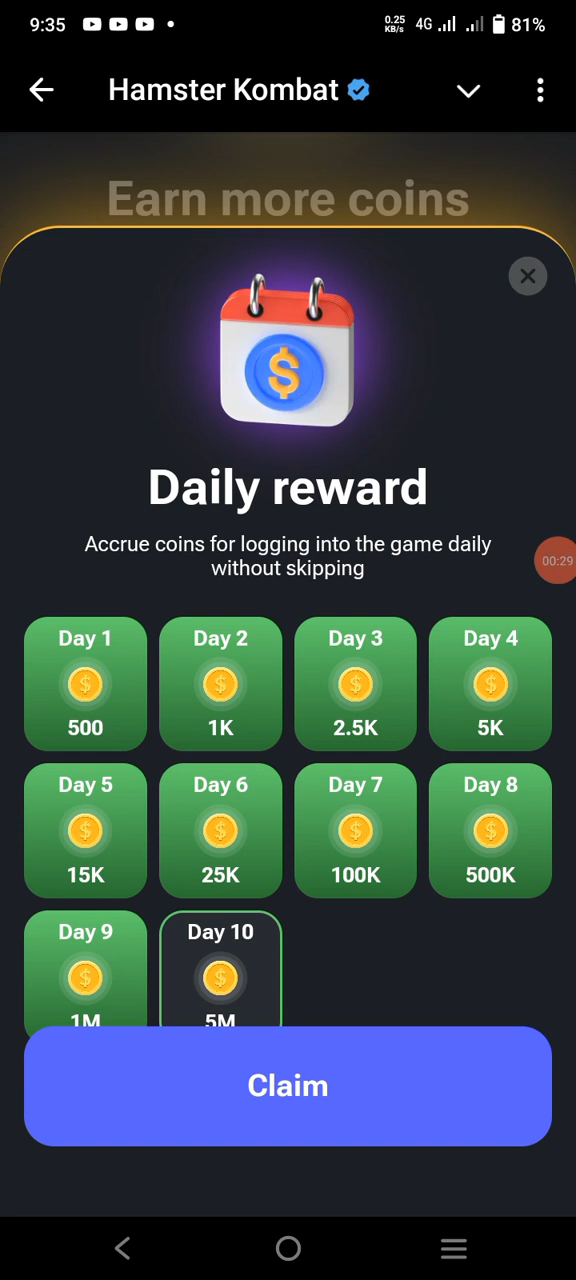 9:35
0.25
KB/s
4G
81%
Hamster Kombat
Earn more coins
Daily reward
Accrue coins for logging into the game daily
without skipping
00:29
Day 1
Day 2
Day 3
Day 4
500
1K
2.5K
5K
Day 5
Day 6
Day 7
Day 8
15K
25K
100K
500K
Day 9
Day 10
1M
5M
Claim